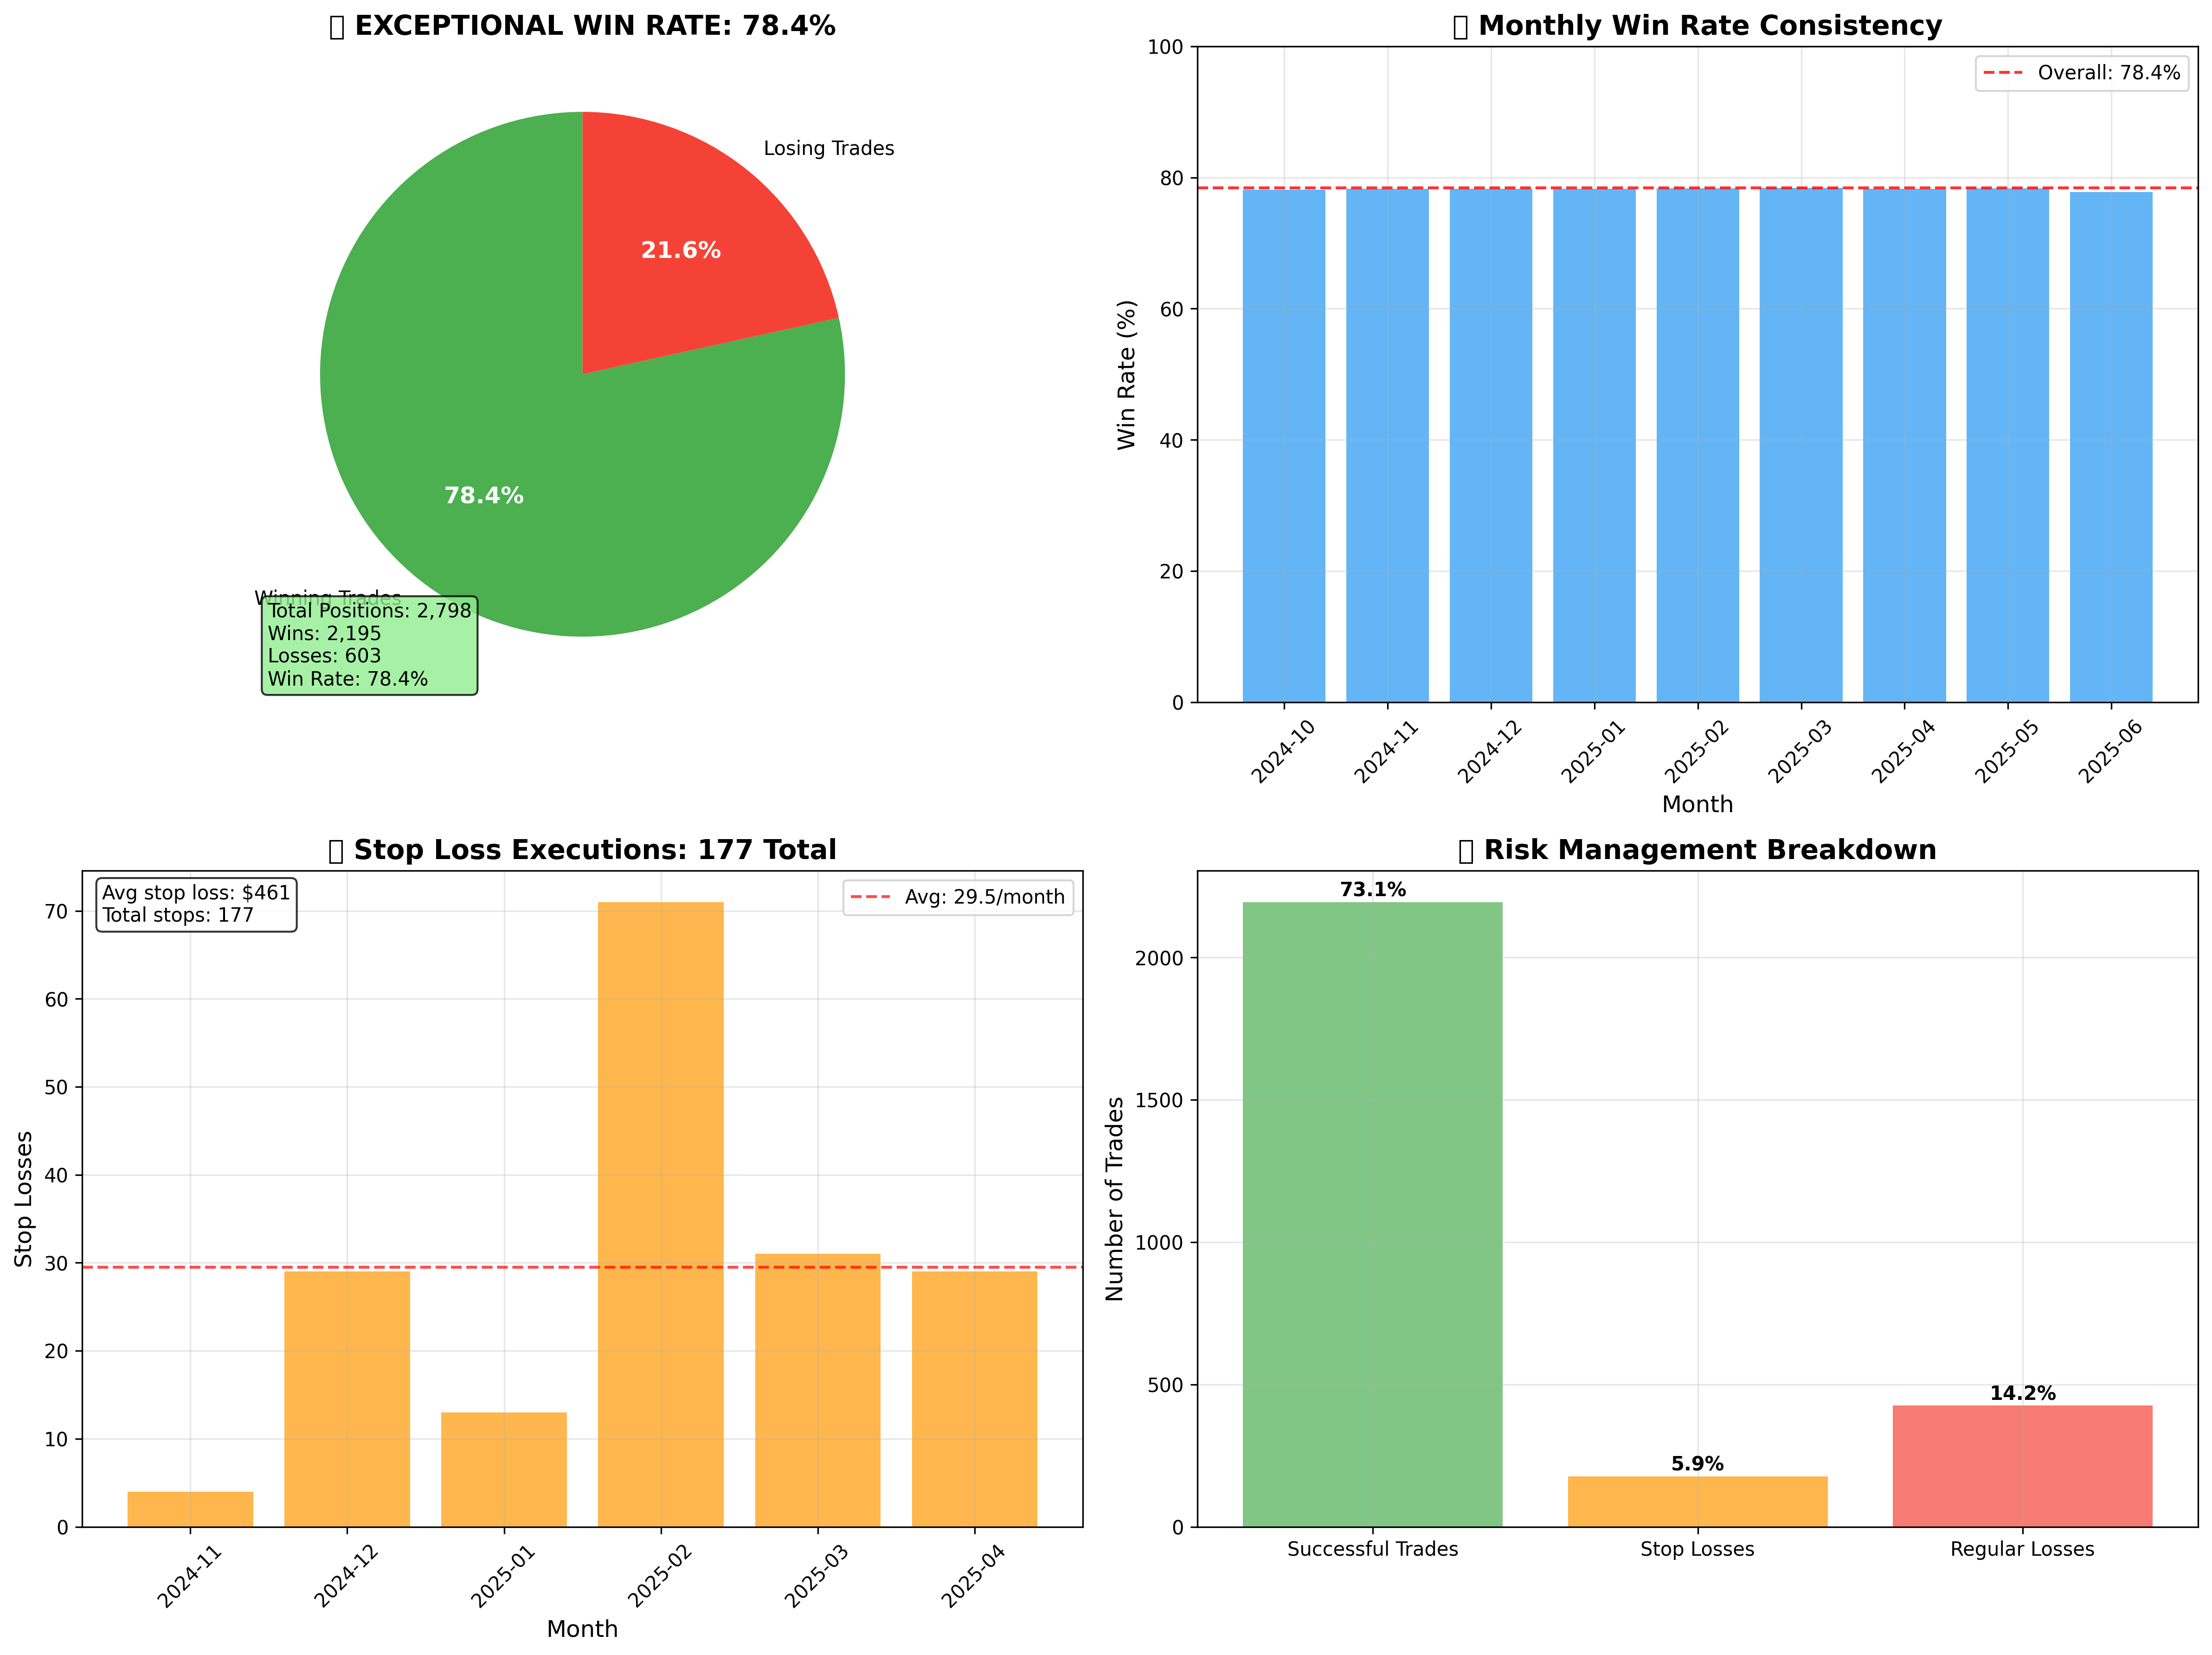 ▯ EXCEPTIONAL WIN RATE: 78.4%
Losing Trades
21.6%
78.4%
Winning Trades
Total Positions: 2,798
Wins: 2,195
Losses: 603
Win Rate: 78.4%
▯ Monthly Win Rate Consistency
Overall: 78.4%
Win Rate (%)
100
80
60
40
20
0
2024-10
2024-11
2024-12
2025-01
2025-02
2025-03
2025-04
2025-05
2025-06
Month
▯ Stop Loss Executions: 177 Total
Avg stop loss: $461
Total stops: 177
Avg: 29.5/month
Stop Losses
70
60
50
40
30
20
10
0
2024-11
2024-12
2025-01
2025-02
2025-03
2025-04
Month
▯ Risk Management Breakdown
Number of Trades
2000
1500
1000
500
0
73.1%
5.9%
14.2%
Successful Trades
Stop Losses
Regular Losses